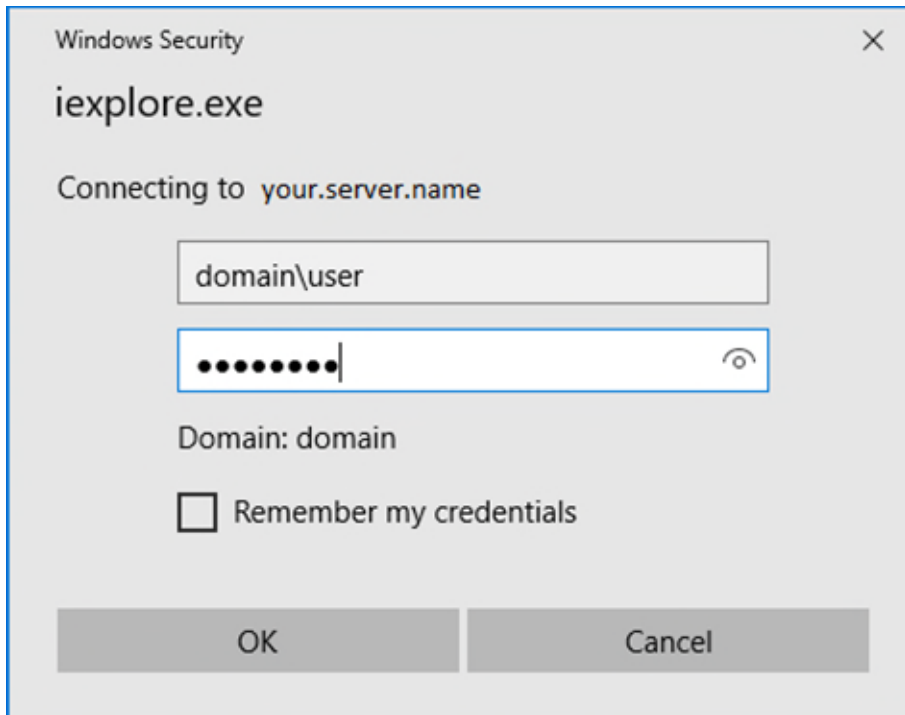 Windows Security
iexplore.exe
Connecting to your.server.name
domain\user
••••••••
Domain: domain
Remember my credentials
OK
Cancel